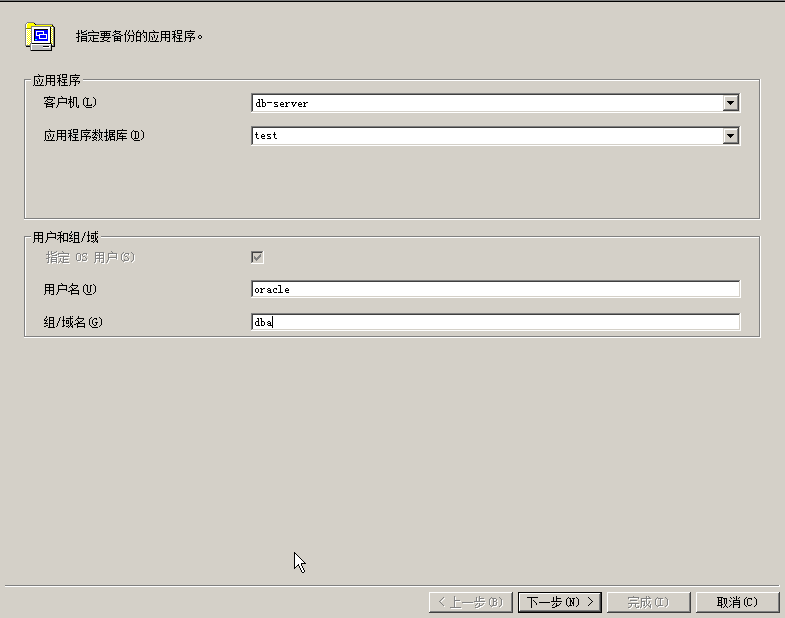 指定要备份的应用程序。
应用程序
客户机(L) db-server
应用程序数据库(D) test
用户和组/域
指定 OS 用户(S)
用户名(U) oracle
组/域名(G) dba
< 上一步(B) 下一步(N) > 完成(I) 取消(C)